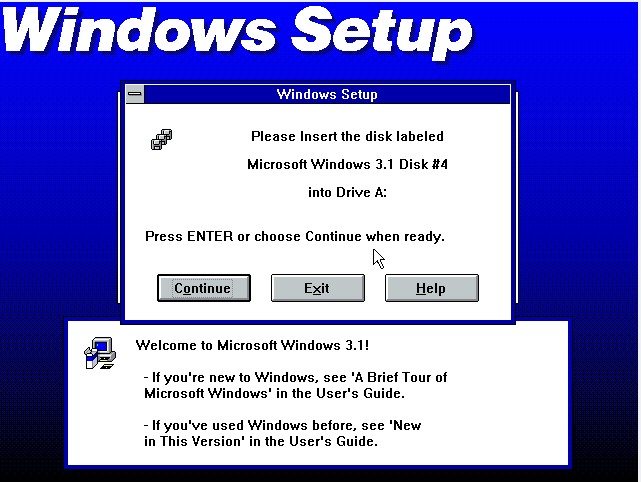 Windows Setup
Windows Setup
Please Insert the disk labeled
Microsoft Windows 3.1 Disk #4
into Drive A:
Press ENTER or choose Continue when ready.
Continue Exit Help
Welcome to Microsoft Windows 3.1!
- If you're new to Windows, see 'A Brief Tour of
Microsoft Windows' in the User's Guide.
- If you've used Windows before, see 'New
in This Version' in the User's Guide.